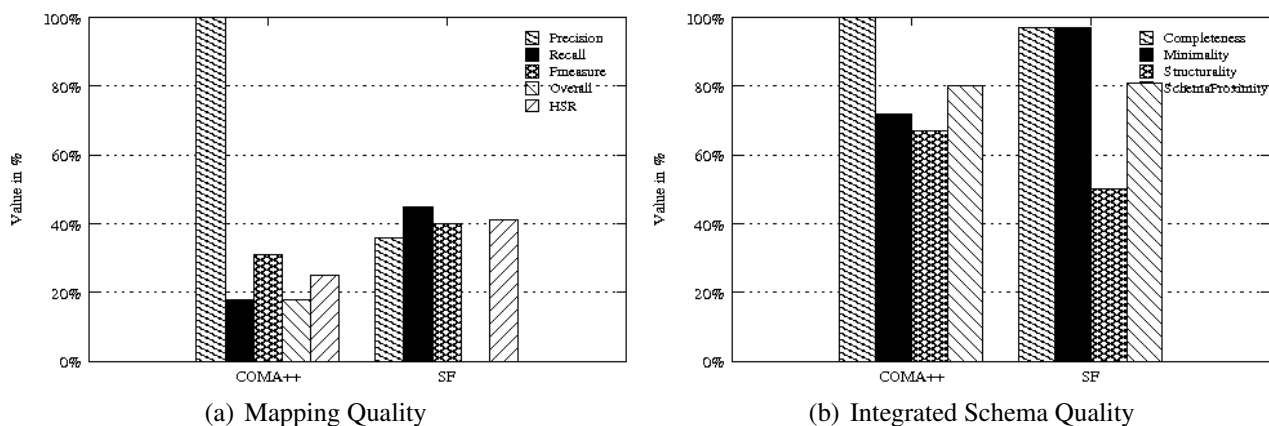 100%
80%
60%
40%
20%
0%
Value in %
Precision
Recall
Fmeasure
Overall
HSR
COMA++
SF
(a) Mapping Quality
100%
80%
60%
40%
20%
0%
Value in %
Completeness
Minimality
Structurality
SchemaProximity
COMA++
SF
(b) Integrated Schema Quality